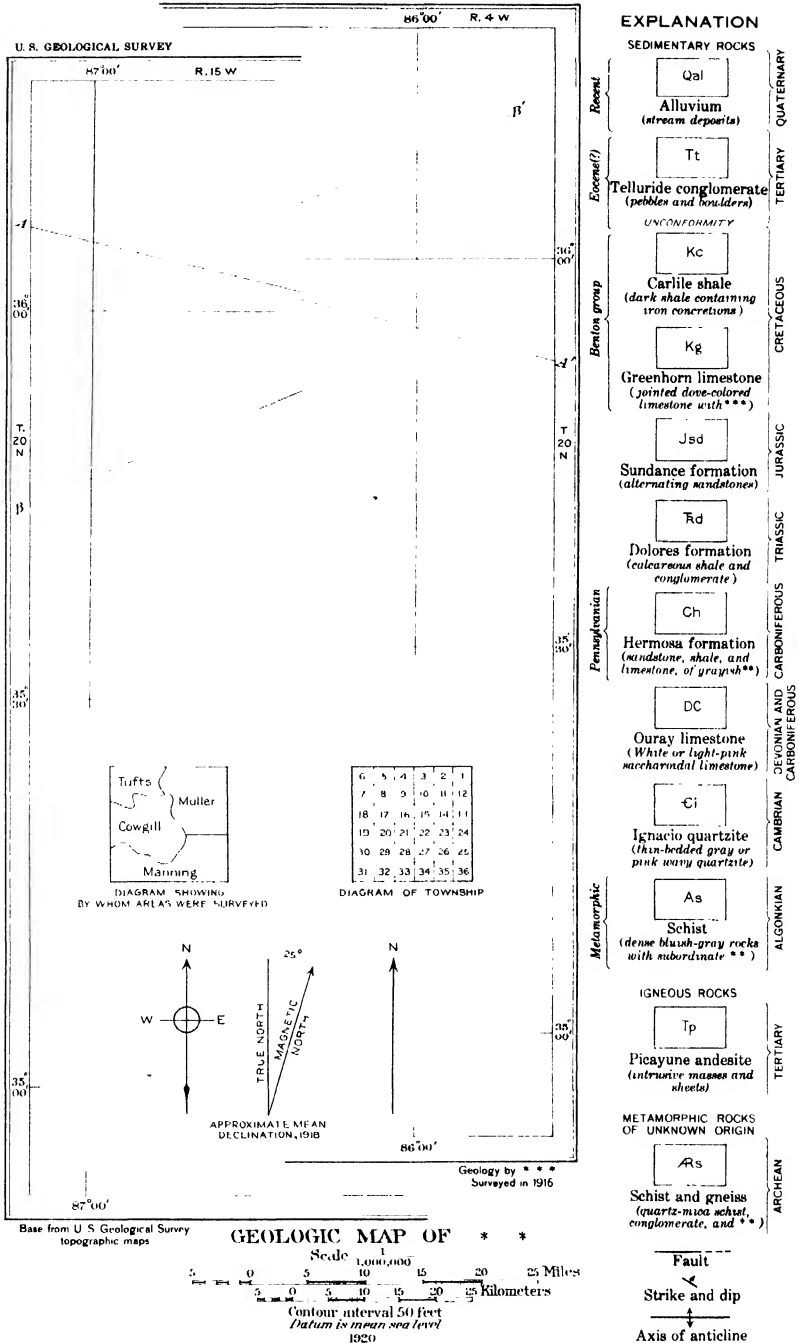 86°00′ R. 4 W
U. S. GEOLOGICAL SURVEY
87°00′ R. 15 W
B′
A
36°00′
36°00′
A′
T. 20 N
T 20 N
B
35°30′
35°30′
Tufts
Muller
Cowgill
Manning
DIAGRAM SHOWING
BY WHOM AREAS WERE SURVEYED
6 5 4 3 2 1
7 8 9 10 11 12
18 17 16 15 14 13
19 20 21 22 23 24
30 29 28 27 26 25
31 32 33 34 35 36
DIAGRAM OF TOWNSHIP
N
W E
25°
TRUE NORTH
MAGNETIC NORTH
APPROXIMATE MEAN
DECLINATION, 1918
N
35°00′
35°00′
86°00′
Geology by * * *
Surveyed in 1916
87°00′
Base from U S Geological Survey
topographic maps
GEOLOGIC MAP OF * *
Scale 1/1,000,000
5 0 5 10 15 20 25 Miles
5 0 5 10 15 20 25 Kilometers
Contour interval 50 feet
Datum is mean sea level
1920
EXPLANATION
SEDIMENTARY ROCKS
Recent
Qal
Alluvium
(stream deposits)
QUATERNARY
Eocene(?)
Tt
Telluride conglomerate
(pebbles and boulders)
TERTIARY
UNCONFORMITY
Benton group
Kc
Carlile shale
(dark shale containing
iron concretions)
Kg
Greenhorn limestone
(jointed dove-colored
limestone with ***)
CRETACEOUS
Jsd
Sundance formation
(alternating sandstones)
JURASSIC
Ꞧd
Dolores formation
(calcareous shale and
conglomerate)
TRIASSIC
Pennsylvanian
Ch
Hermosa formation
(sandstone, shale, and
limestone, of grayish**)
CARBONIFEROUS
DC
Ouray limestone
(White or light-pink
saccharoidal limestone)
DEVONIAN AND
CARBONIFEROUS
Єi
Ignacio quartzite
(thin-bedded gray or
pink wavy quartzite)
CAMBRIAN
Metamorphic
As
Schist
(dense bluish-gray rocks
with subordinate **)
ALGONKIAN
IGNEOUS ROCKS
Tp
Picayune andesite
(intrusive masses and
sheets)
TERTIARY
METAMORPHIC ROCKS
OF UNKNOWN ORIGIN
ARs
Schist and gneiss
(quartz-mica schist,
conglomerate, and **)
ARCHEAN
Fault
Strike and dip
Axis of anticline